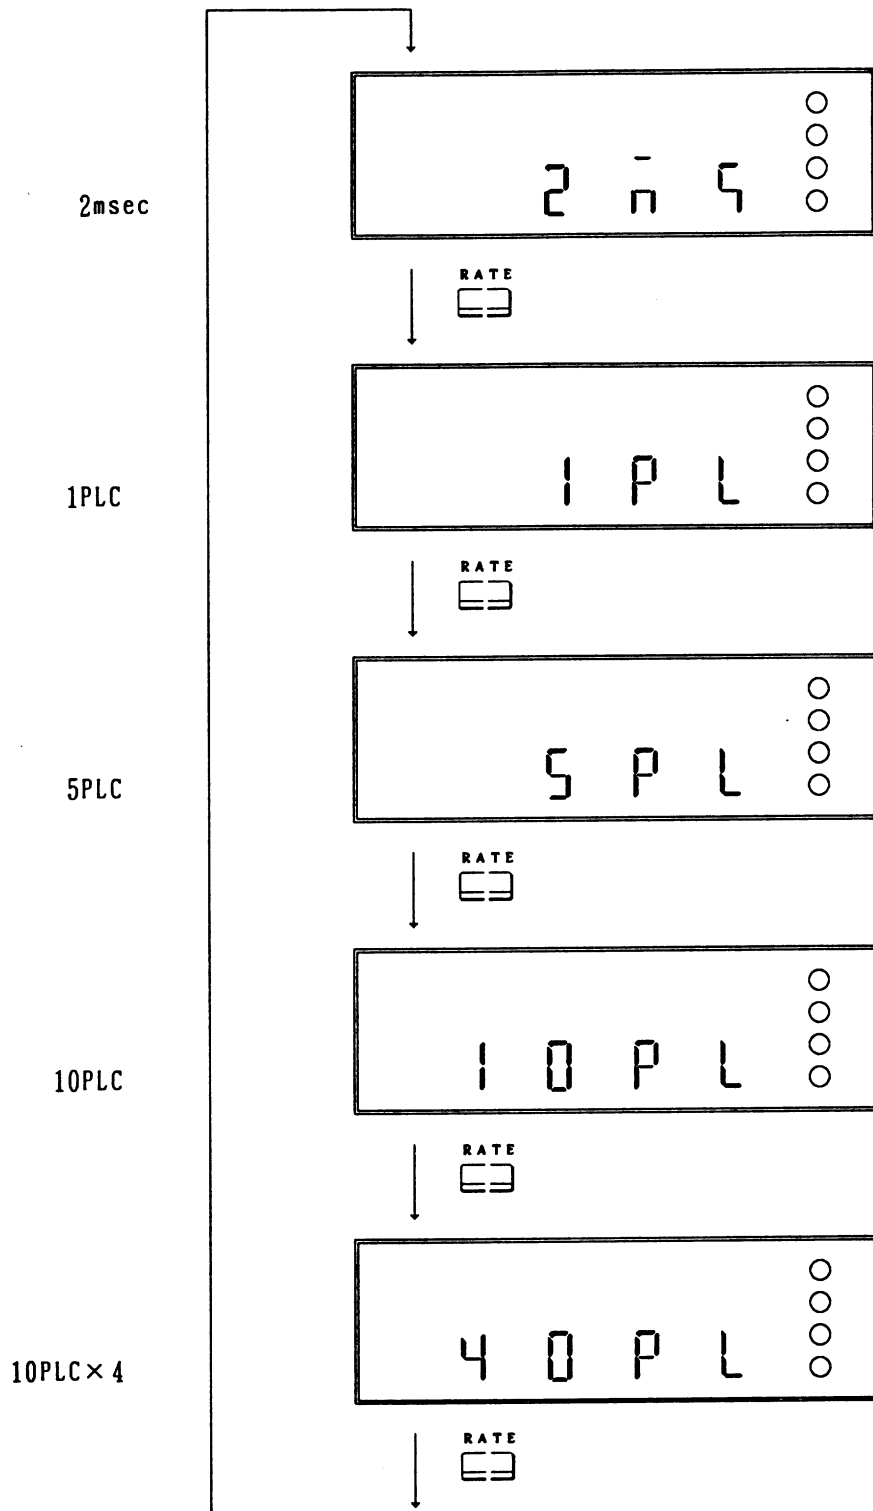 2msec
2 m S
RATE
1PLC
1 P L
RATE
5PLC
5 P L
RATE
10PLC
1 0 P L
RATE
10PLC×4
4 0 P L
RATE